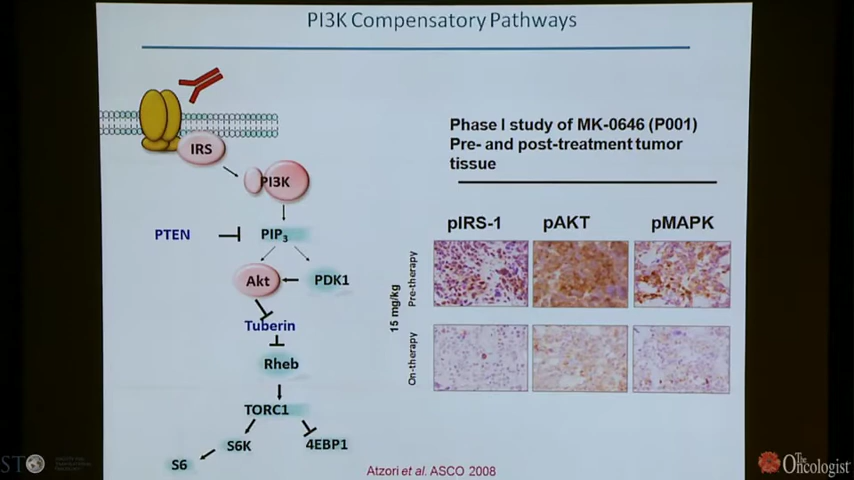 PI3K Compensatory Pathways
IRS
PI3K
PTEN
PIP3
Akt
PDK1
Tuberin
Rheb
TORC1
S6K
4EBP1
S6
Phase I study of MK-0646 (P001)
Pre- and post-treatment tumor
tissue
pIRS-1
pAKT
pMAPK
15 mg/kg
Pre-therapy
On-therapy
Atzori et al. ASCO 2008
ST
The
Oncologist